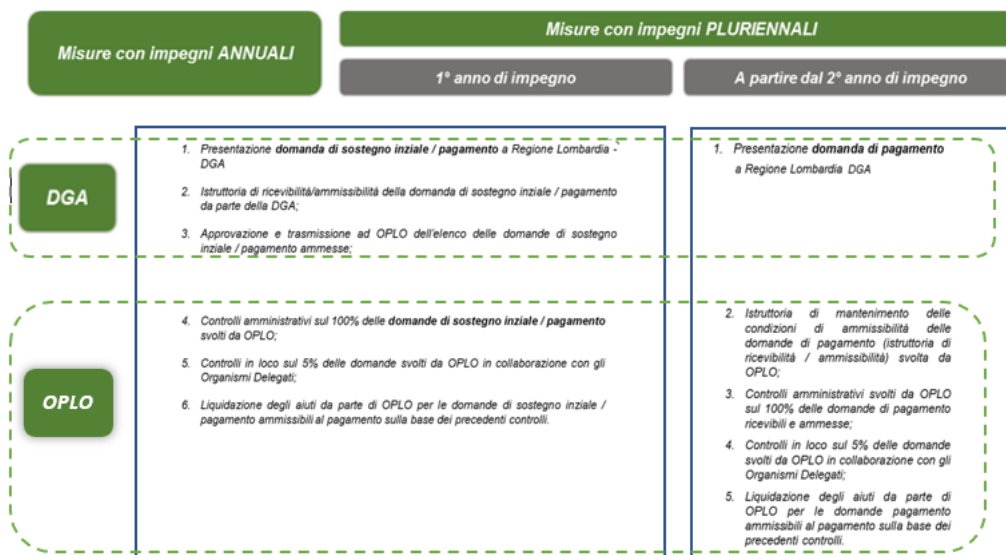 Misure con impegni ANNUALI
Misure con impegni PLURIENNALI
1° anno di impegno
A partire dal 2° anno di impegno
DGA
1. Presentazione domanda di sostegno inziale / pagamento a Regione Lombardia -
DGA
2. Istruttoria di ricevibilità/ammissibilità della domanda di sostegno inziale / pagamento
da parte della DGA;
3. Approvazione e trasmissione ad OPLO dell'elenco delle domande di sostegno
inziale / pagamento ammesse;
1. Presentazione domanda di pagamento
a Regione Lombardia DGA
OPLO
4. Controlli amministrativi sul 100% delle domande di sostegno inziale / pagamento
svolti da OPLO;
5. Controlli in loco sul 5% delle domande svolti da OPLO in collaborazione con gli
Organismi Delegati;
6. Liquidazione degli aiuti da parte di OPLO per le domande di sostegno inziale /
pagamento ammissibili al pagamento sulla base dei precedenti controlli.
2. Istruttoria di mantenimento delle
condizioni di ammissibilità delle
domande di pagamento (istruttoria di
ricevibilità / ammissibilità) svolta da
OPLO;
3. Controlli amministrativi svolti da OPLO
sul 100% delle domande di pagamento
ricevibili e ammesse;
4. Controlli in loco sul 5% delle domande
svolti da OPLO in collaborazione con gli
Organismi Delegati;
5. Liquidazione degli aiuti da parte di
OPLO per le domande pagamento
ammissibili al pagamento sulla base dei
precedenti controlli.